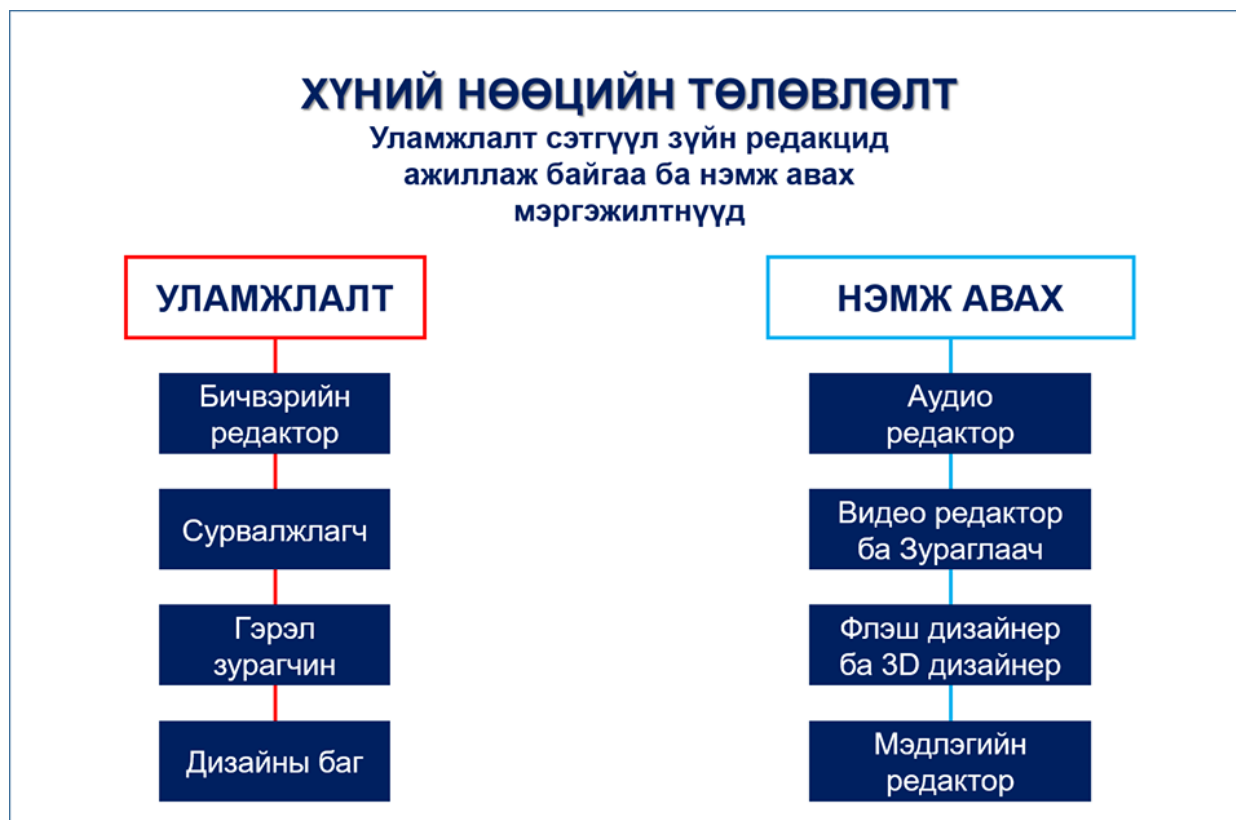 ХҮНИЙ НӨӨЦИЙН ТӨЛӨВЛӨЛТ
Уламжлалт сэтгүүл зүйн редакцид
ажиллаж байгаа ба нэмж авах
мэргэжилтнүүд
УЛАМЖЛАЛТ
Бичвэрийн
редактор
Сурвалжлагч
Гэрэл
зурагчин
Дизайны баг
НЭМЖ АВАХ
Аудио
редактор
Видео редактор
ба Зураглаач
Флэш дизайнер
ба 3D дизайнер
Мэдлэгийн
редактор